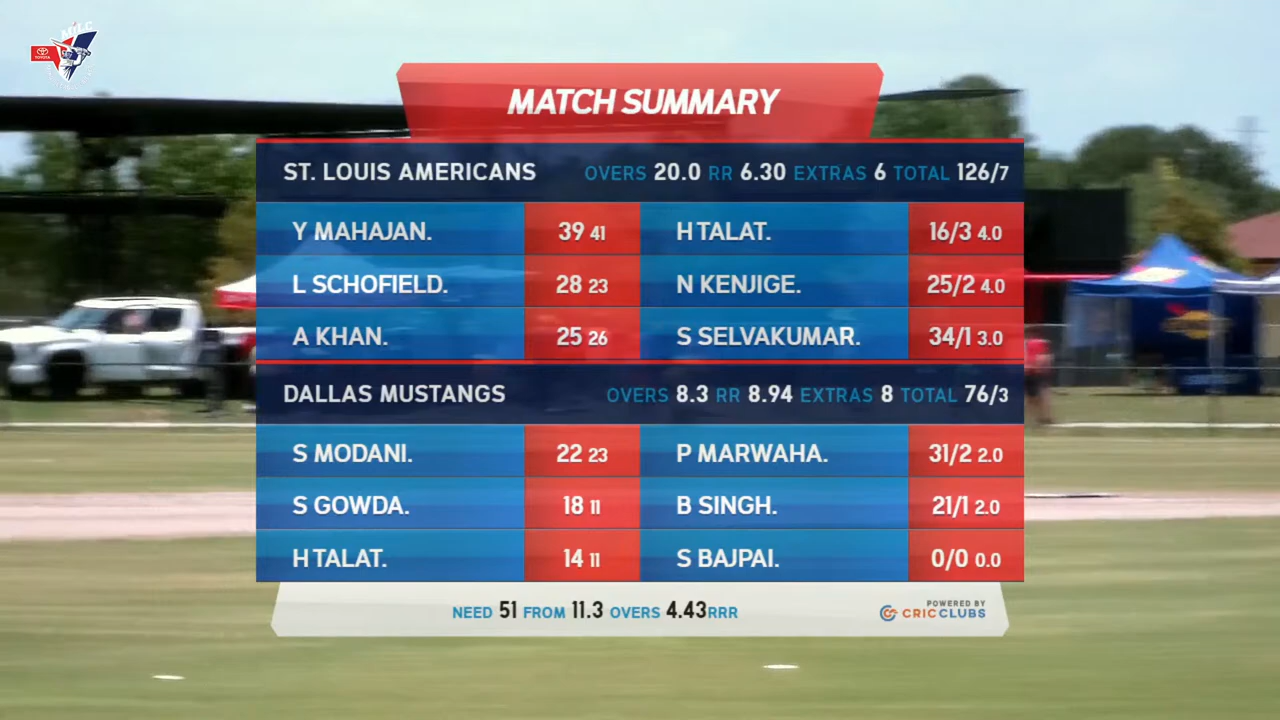 MiLC
TOYOTA
MATCH SUMMARY
ST. LOUIS AMERICANS OVERS 20.0 RR 6.30 EXTRAS 6 TOTAL 126/7
Y MAHAJAN. 39 41 H TALAT. 16/3 4.0
L SCHOFIELD. 28 23 N KENJIGE. 25/2 4.0
A KHAN. 25 26 S SELVAKUMAR. 34/1 3.0
DALLAS MUSTANGS OVERS 8.3 RR 8.94 EXTRAS 8 TOTAL 76/3
S MODANI. 22 23 P MARWAHA. 31/2 2.0
S GOWDA. 18 11 B SINGH. 21/1 2.0
H TALAT. 14 11 S BAJPAI. 0/0 0.0
NEED 51 FROM 11.3 OVERS 4.43RRR
POWERED BY
CRICCLUBS